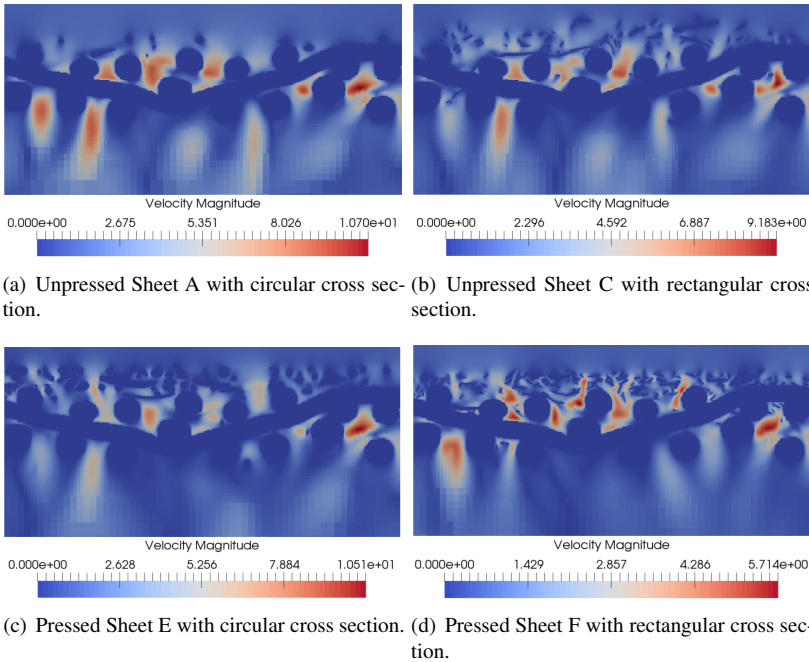 Velocity Magnitude
0.000e+00 2.675 5.351 8.026 1.070e+01
(a) Unpressed Sheet A with circular cross sec-
tion.
Velocity Magnitude
0.000e+00 2.296 4.592 6.887 9.183e+00
(b) Unpressed Sheet C with rectangular cross
section.
Velocity Magnitude
0.000e+00 2.628 5.256 7.884 1.051e+01
(c) Pressed Sheet E with circular cross section.
Velocity Magnitude
0.000e+00 1.429 2.857 4.286 5.714e+00
(d) Pressed Sheet F with rectangular cross sec-
tion.